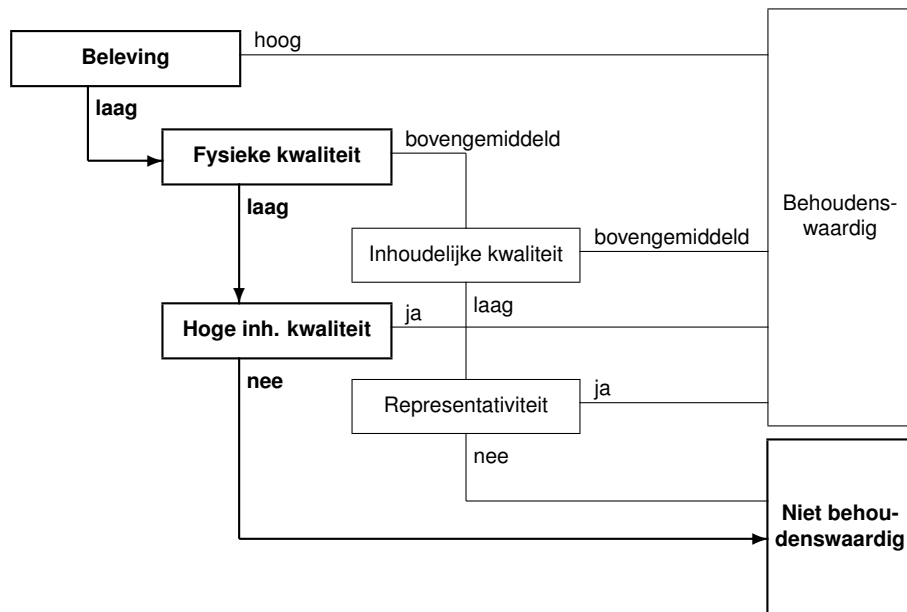 hoog
Beleving
laag
bovengemiddeld
Fysieke kwaliteit
laag
Behoudens-
waardig
bovengemiddeld
Inhoudelijke kwaliteit
laag
ja
Hoge inh. kwaliteit
nee
ja
Representativiteit
nee
Niet behou-
denswaardig